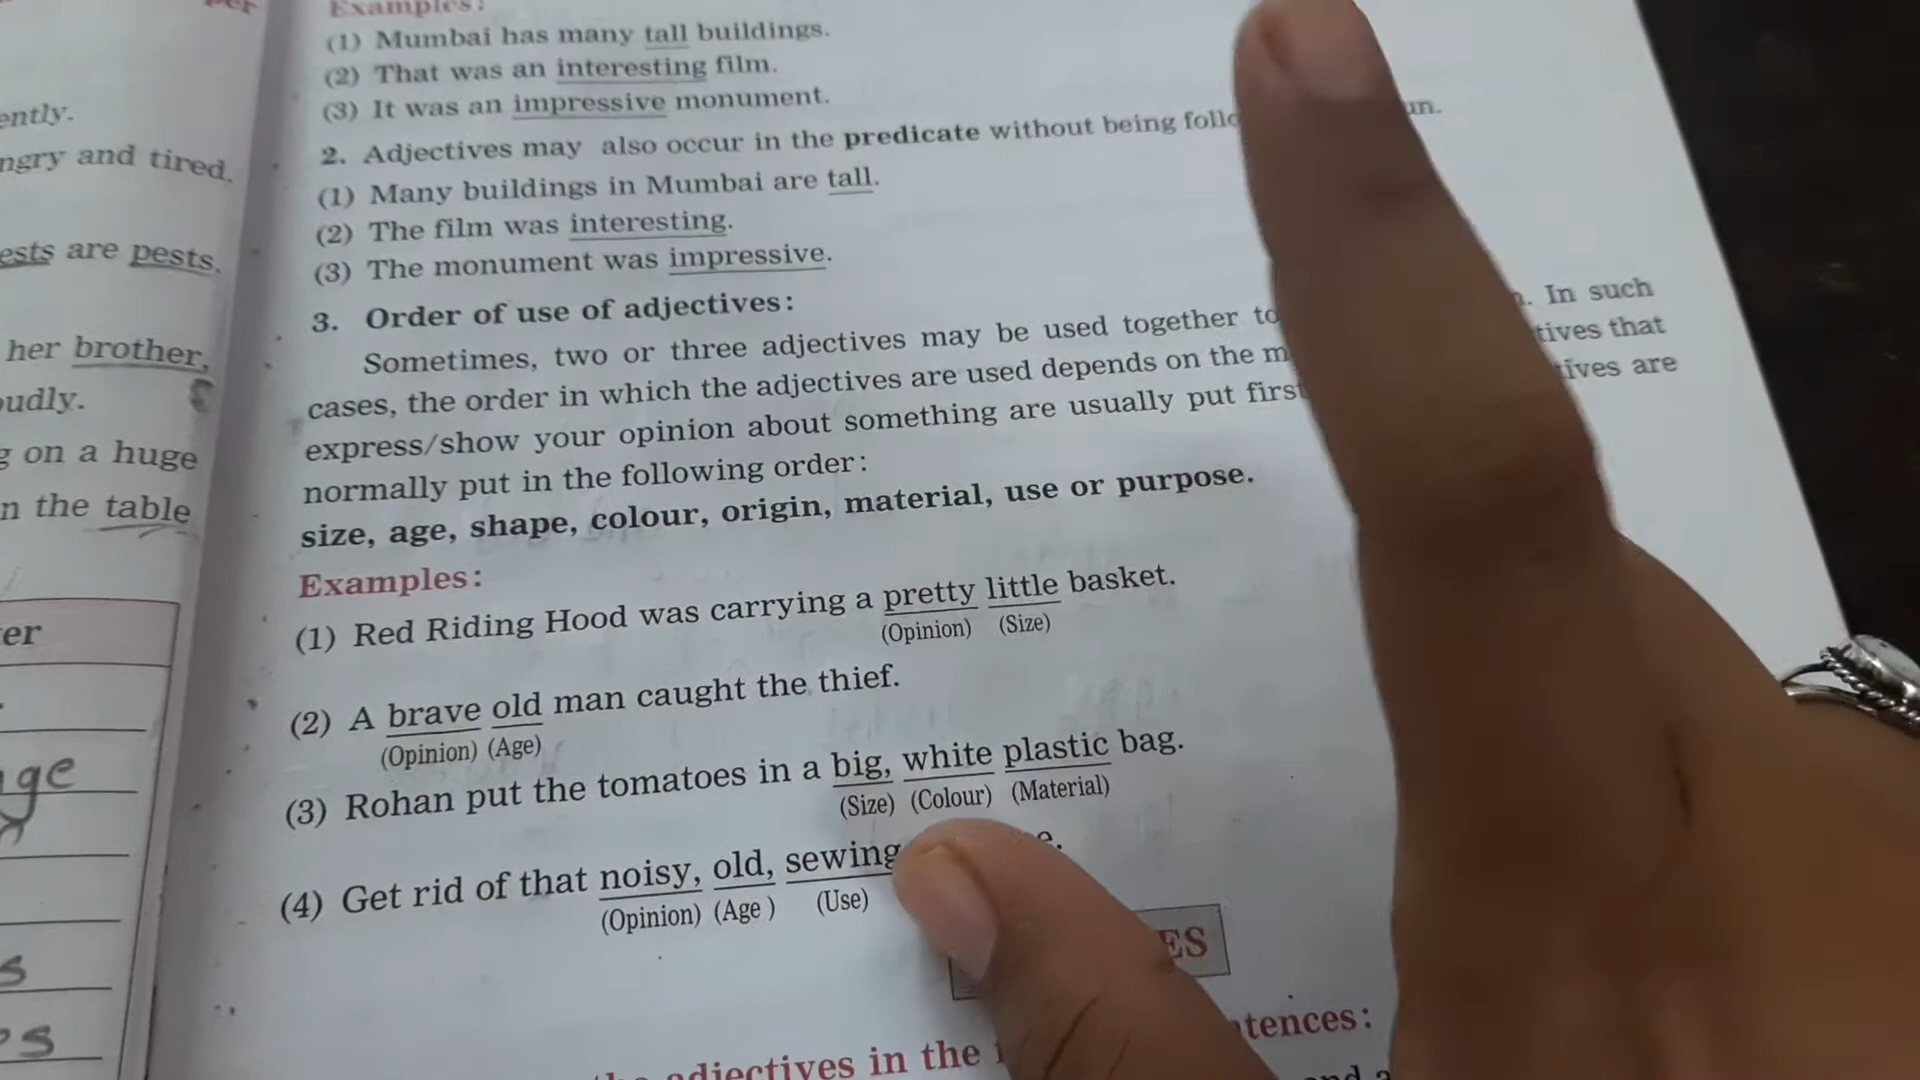 Examples:
(1) Mumbai has many tall buildings.
(2) That was an interesting film.
(3) It was an impressive monument.
2. Adjectives may also occur in the predicate without being
(1) Many buildings in Mumbai are tall.
(2) The film was interesting.
(3) The monument was impressive.
3. Order of use of adjectives:
Sometimes, two or three adjectives may be used together to In such
cases, the order in which the adjectives are used depends on the that
express/show your opinion about something are usually put first are
normally put in the following order:
size, age, shape, colour, origin, material, use or purpose.
Examples:
(1) Red Riding Hood was carrying a pretty little basket.
(Opinion) (Size)
(2) A brave old man caught the thief.
(Opinion) (Age)
(3) Rohan put the tomatoes in a big, white plastic bag.
(Size) (Colour) (Material)
(4) Get rid of that noisy, old, sewing
(Opinion) (Age) (Use)
adjectives in the
ngry and tired.
ests are pests.
her brother,
oudly.
on a huge
n the table